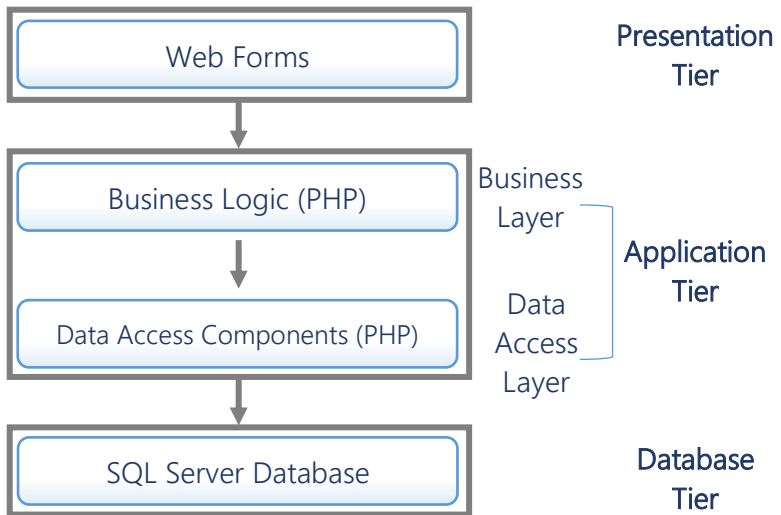 Web Forms
Presentation
Tier
Business Logic (PHP)
Business
Layer
Application
Tier
Data Access Components (PHP)
Data
Access
Layer
SQL Server Database
Database
Tier